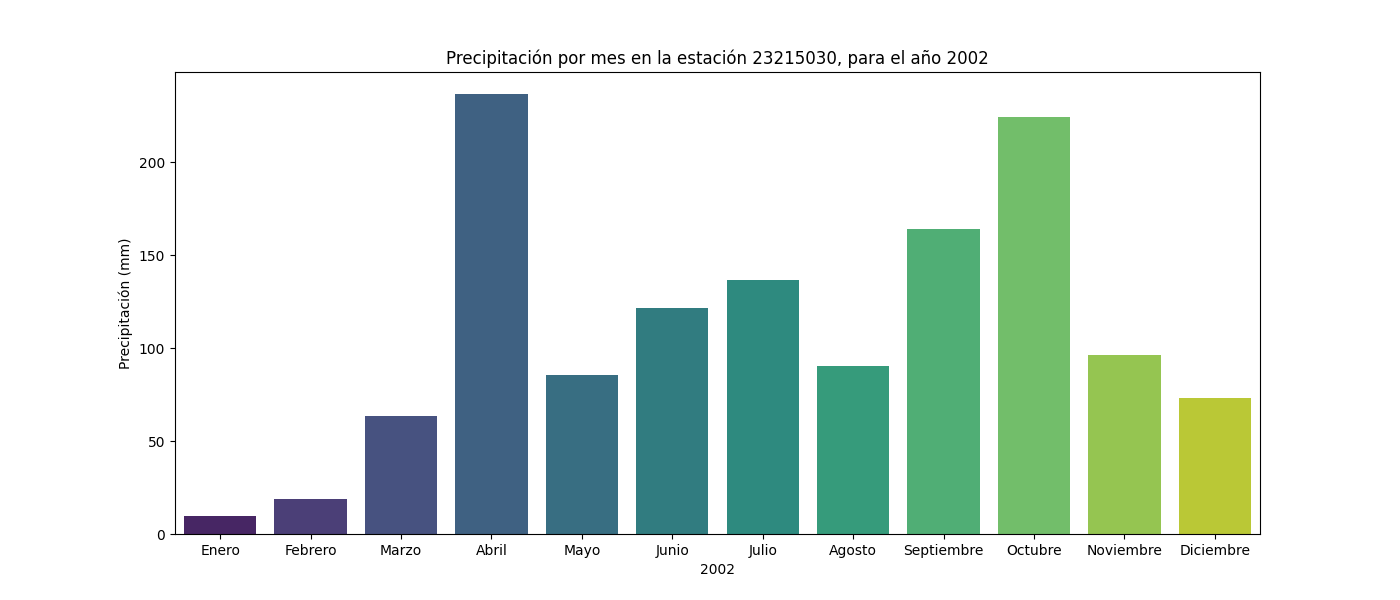 Precipitación por mes en la estación 23215030, para el año 2002
Precipitación (mm)
200
150
100
50
0
Enero Febrero Marzo Abril Mayo Junio Julio Agosto Septiembre Octubre Noviembre Diciembre
2002